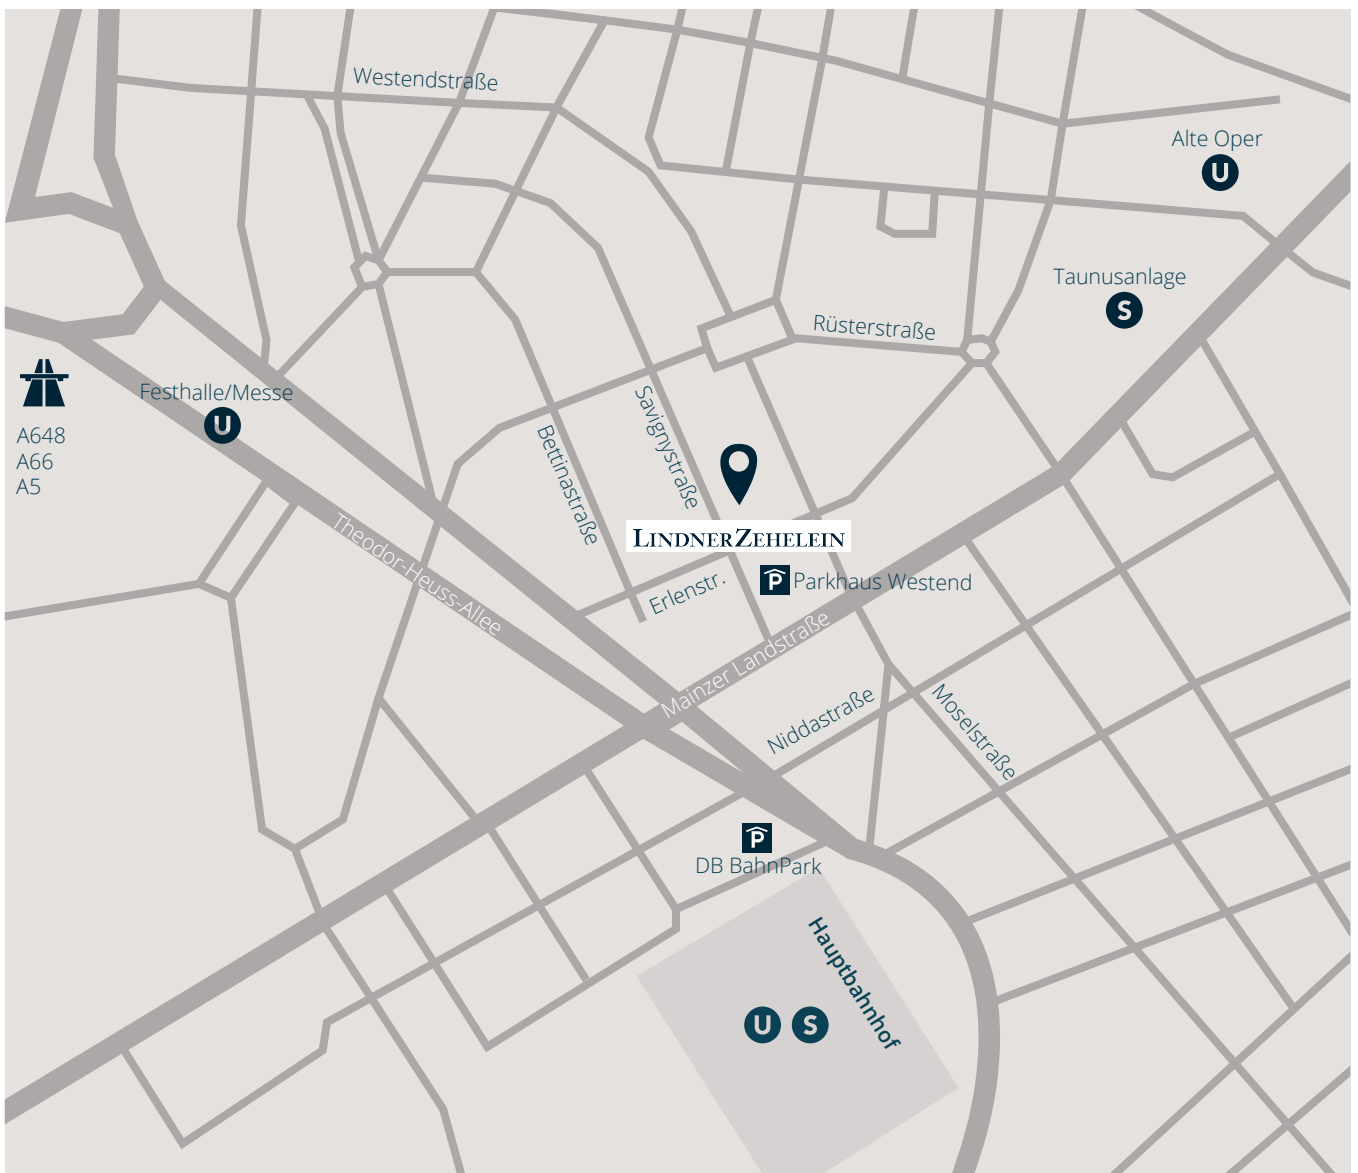 Westendstraße
Alte Oper
U
Taunusanlage
S
Rüsterstraße
Festhalle/Messe
U
A648
A66
A5
Savignystraße
Bettinastraße
Theodor-Heuss-Allee
LINDNERZEHELEIN
Erlenstr.
P Parkhaus Westend
Mainzer Landstraße
Niddastraße
Moselstraße
P
DB BahnPark
Hauptbahnhof
U S